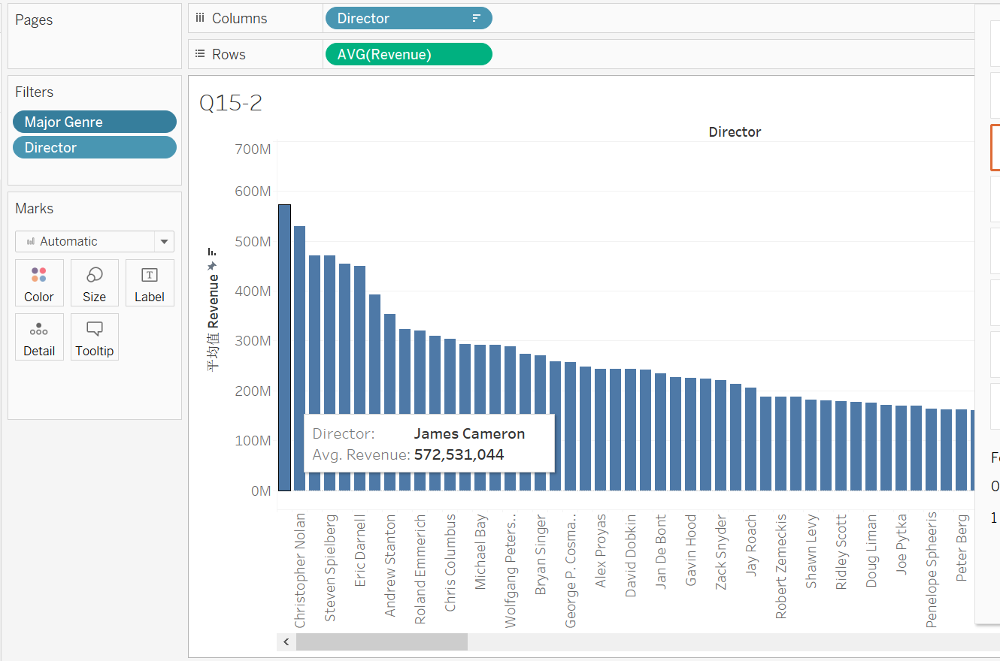 Pages
Columns
Director
Rows
AVG(Revenue)
Filters
Major Genre
Director
Marks
Automatic
Color
Size
Label
Detail
Tooltip
Q15-2
Director
700M
600M
500M
400M
300M
200M
100M
0M
平均值 Revenue
Director: James Cameron
Avg. Revenue: 572,531,044
Christopher Nolan
Steven Spielberg
Eric Darnell
Andrew Stanton
Roland Emmerich
Chris Columbus
Michael Bay
Wolfgang Peters..
Bryan Singer
George P. Cosma..
Alex Proyas
David Dobkin
Jan De Bont
Gavin Hood
Zack Snyder
Jay Roach
Robert Zemeckis
Shawn Levy
Ridley Scott
Doug Liman
Joe Pytka
Penelope Spheeris
Peter Berg
0
1